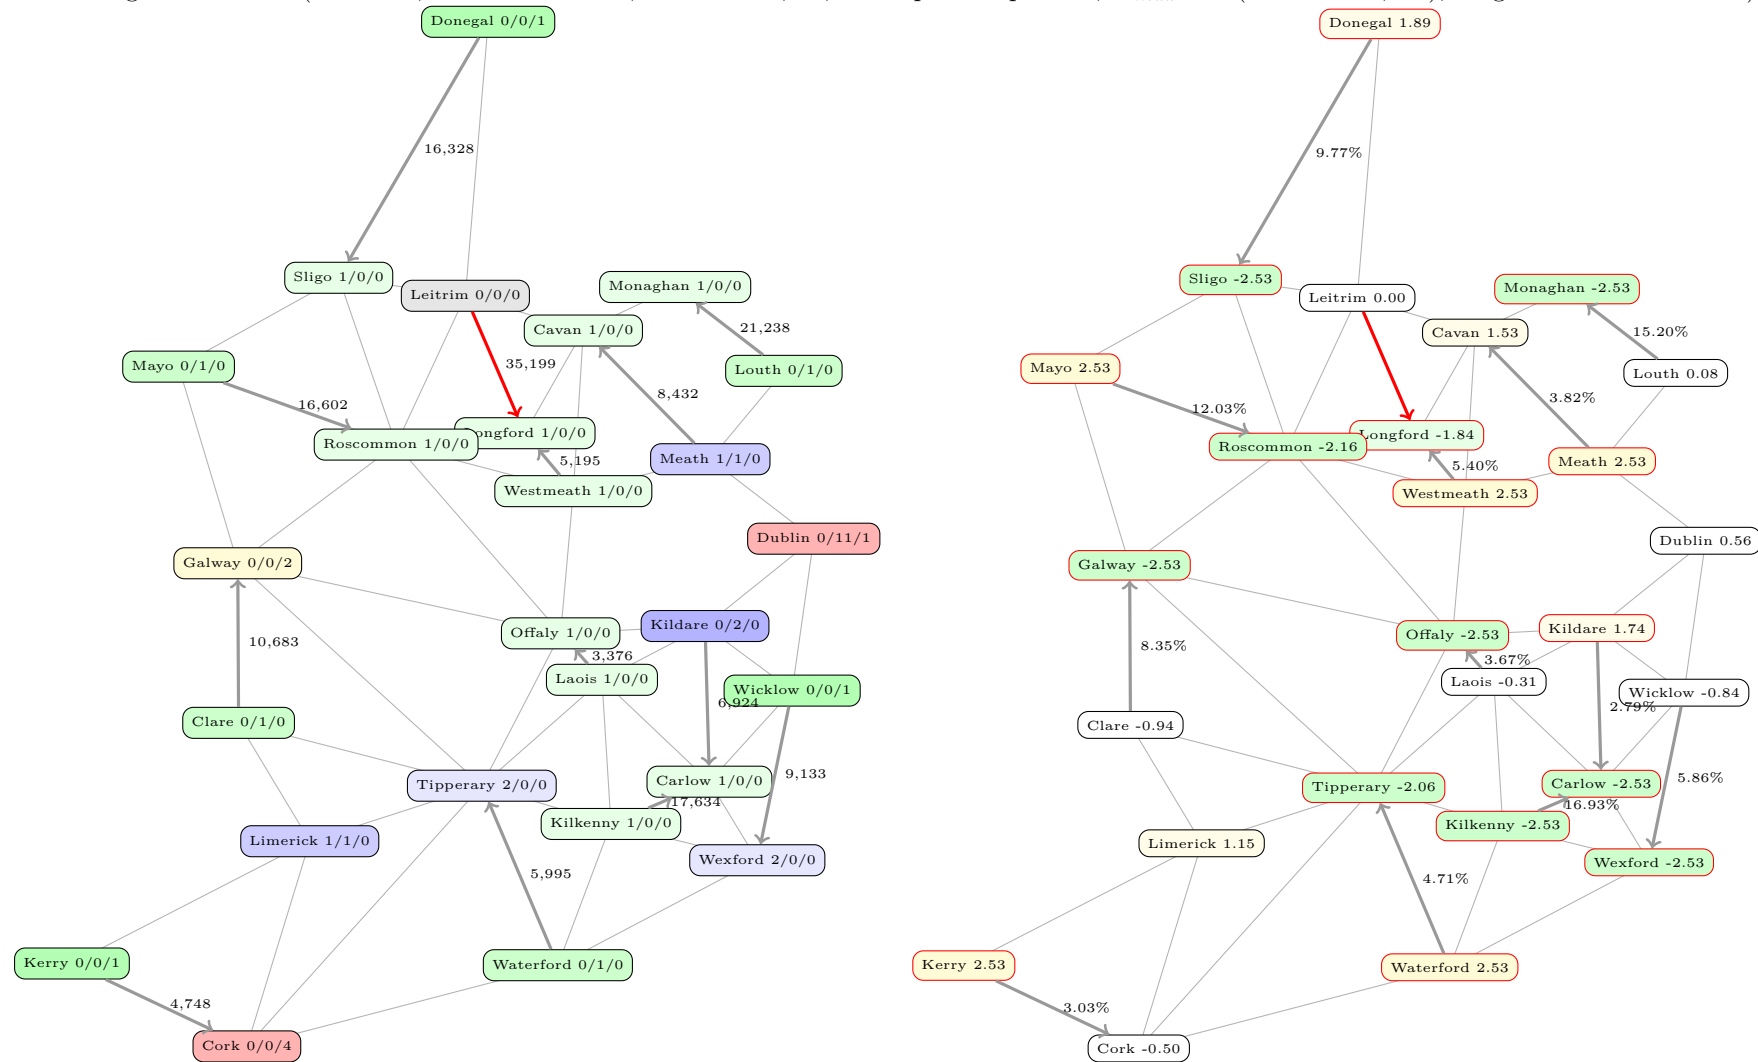 Donegal 0/0/1
16,328
Sligo 1/0/0
Leitrim 0/0/0
Monaghan 1/0/0
Cavan 1/0/0
21,238
Mayo 0/1/0
35,199
Louth 0/1/0
8,432
16,602
Roscommon 1/0/0
ongford 1/0/0
Meath 1/1/0
5,195
Westmeath 1/0/0
Dublin 0/11/1
Galway 0/0/2
Offaly 1/0/0
Kildare 0/2/0
10,683
3,376
Laois 1/0/0
Wicklow 0/0/1
6,924
Clare 0/1/0
Tipperary 2/0/0
Carlow 1/0/0
9,133
17,634
Kilkenny 1/0/0
Limerick 1/1/0
Wexford 2/0/0
5,995
Kerry 0/0/1
Waterford 0/1/0
4,748
Cork 0/0/4
Donegal 1.89
9.77%
Sligo -2.53
Leitrim 0.00
Monaghan -2.53
Cavan 1.53
15.20%
Mayo 2.53
Louth 0.08
3.82%
12.03%
Roscommon -2.16
Longford -1.84
Meath 2.53
5.40%
Westmeath 2.53
Dublin 0.56
Galway -2.53
Offaly -2.53
Kildare 1.74
8.35%
3.67%
Laois -0.31
Wicklow -0.84
2.79%
Clare -0.94
Tipperary -2.06
Carlow -2.53
5.86%
16.93%
Kilkenny -2.53
Limerick 1.15
Wexford -2.53
4.71%
Kerry 2.53
Waterford 2.53
3.03%
Cork -0.50